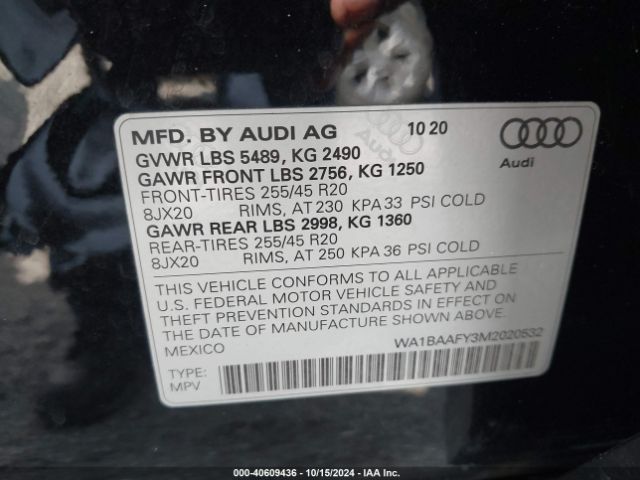 MFD. BY AUDI AG 10 20
GVWR LBS 5489, KG 2490
GAWR FRONT LBS 2756, KG 1250
FRONT-TIRES 255/45 R20
8JX20 RIMS, AT 230 KPA 33 PSI COLD
GAWR REAR LBS 2998, KG 1360
REAR-TIRES 255/45 R20
8JX20 RIMS, AT 250 KPA 36 PSI COLD
Audi
THIS VEHICLE CONFORMS TO ALL APPLICABLE
U.S. FEDERAL MOTOR VEHICLE SAFETY AND
THEFT PREVENTION STANDARDS IN EFFECT ON
THE DATE OF MANUFACTURE SHOWN ABOVE.
MEXICO WA1BAAFY3M2020532
TYPE:
MPV
000-40609436 - 10/15/2024 - IAA Inc.